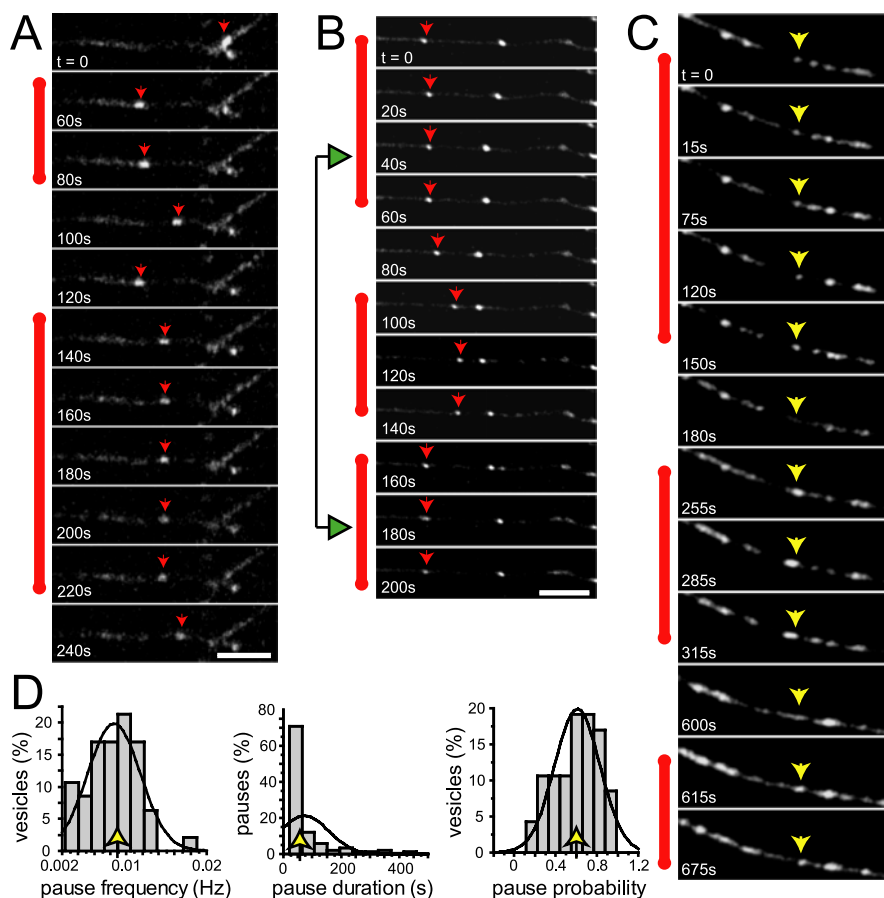 A
t = 0
60s
80s
100s
120s
140s
160s
180s
200s
220s
240s
B
t = 0
20s
40s
60s
80s
100s
120s
140s
160s
180s
200s
C
t = 0
15s
75s
120s
150s
180s
255s
285s
315s
600s
615s
675s
D
vesicles (%)
20
15
10
5
0
0.002 0.01 0.02
pause frequency (Hz)
pauses (%)
80
60
40
20
0
0 200 400
pause duration (s)
vesicles (%)
20
15
10
5
0
0 0.4 0.8 1.2
pause probability